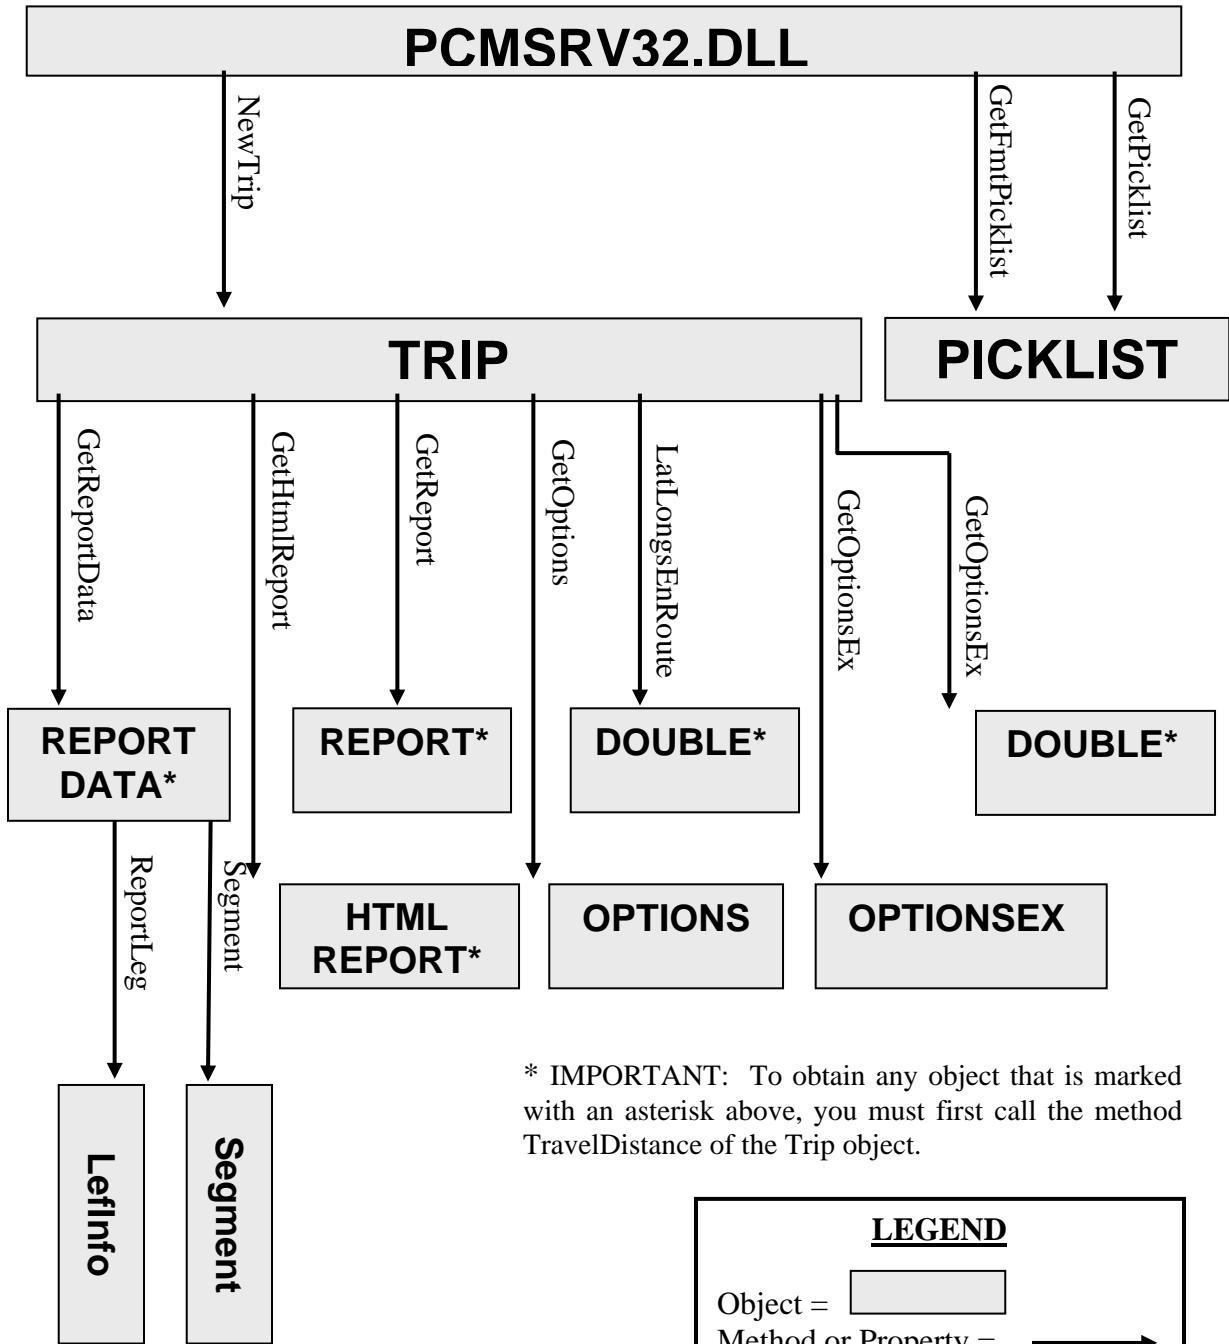 PCMSRV32.DLL
NewTrip
GetFmtPicklist
GetPicklist
TRIP
PICKLIST
GetReportData
GetHtmlReport
GetReport
GetOptions
LatLongsEnRoute
GetOptionsEx
GetOptionsEx
REPORT
DATA*
REPORT*
DOUBLE*
DOUBLE*
ReportLeg
Segment
HTML
REPORT*
OPTIONS
OPTIONSEX
* IMPORTANT: To obtain any object that is marked
with an asterisk above, you must first call the method
TravelDistance of the Trip object.
LefInfo
Segment
LEGEND
Object =
Method or Property =